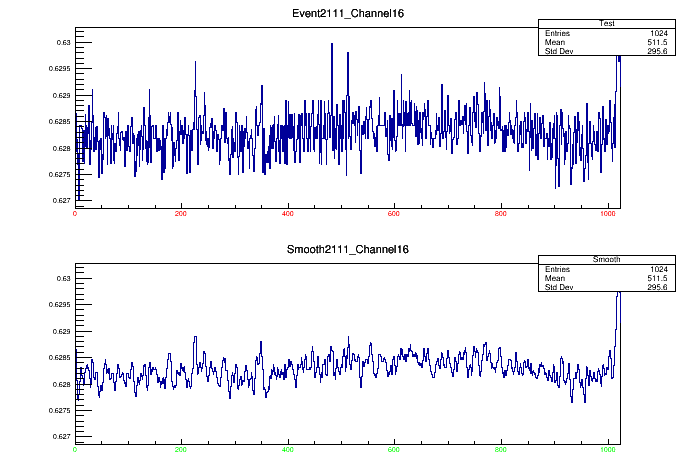 Event2111_Channel16
Test
Entries 1024
Mean 511.5
Std Dev 295.6
0.63
0.6295
0.629
0.6285
0.628
0.6275
0.627
0 200 400 600 800 1000
Smooth2111_Channel16
Smooth
Entries 1024
Mean 511.5
Std Dev 295.6
0.63
0.6295
0.629
0.6285
0.628
0.6275
0.627
0 200 400 600 800 1000